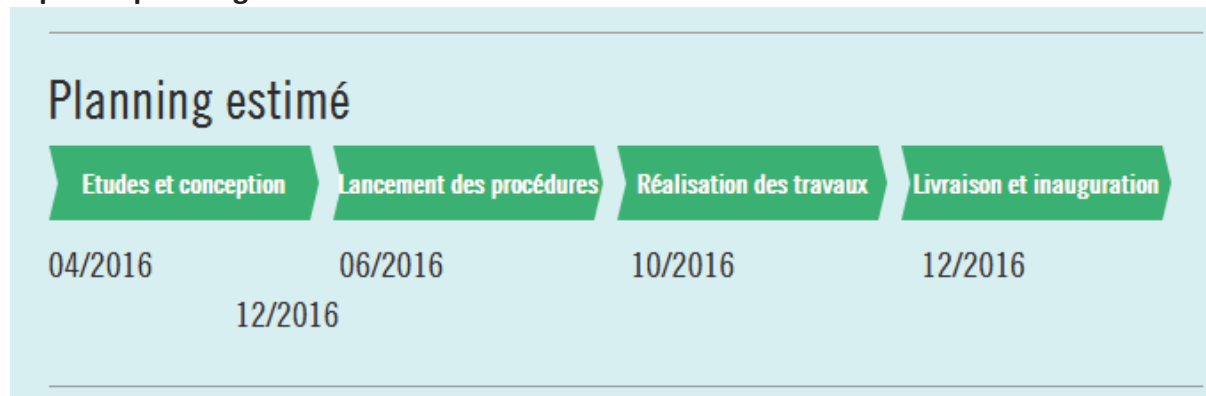 Planning estimé
Etudes et conception
Lancement des procédures
Réalisation des travaux
Livraison et inauguration
04/2016 06/2016 10/2016 12/2016
12/2016